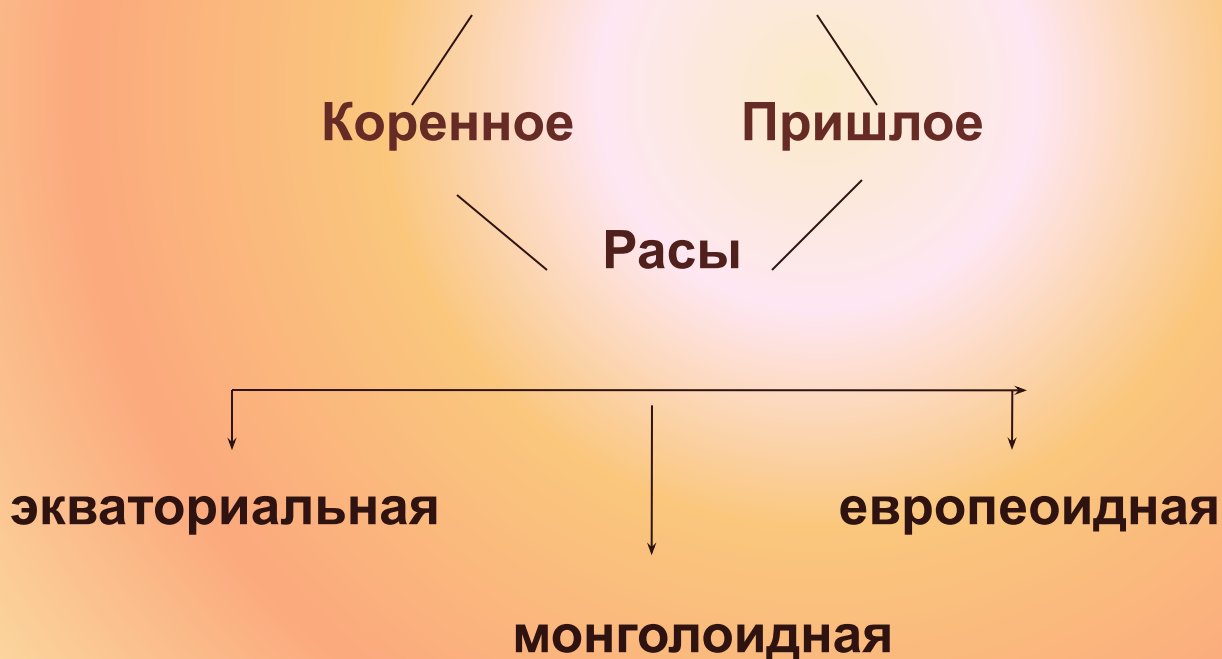 Коренное Пришлое
Расы
экваториальная европеоидная
монголоидная